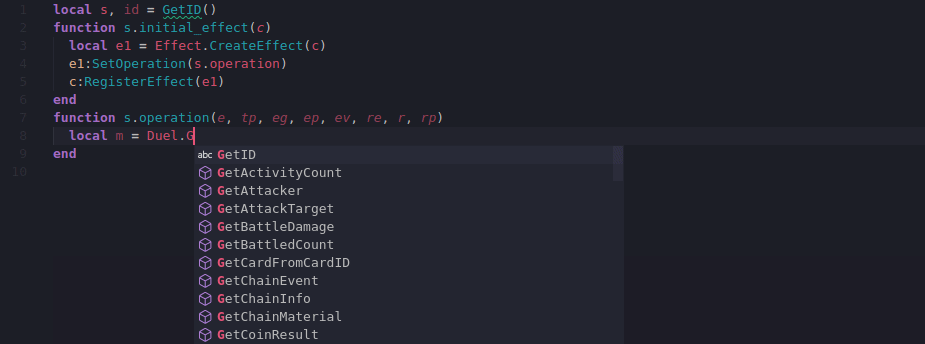 1 local s, id = GetID()
2 function s.initial_effect(c)
3 local e1 = Effect.CreateEffect(c)
4 e1:SetOperation(s.operation)
5 c:RegisterEffect(e1)
6 end
7 function s.operation(e, tp, eg, ep, ev, re, r, rp)
8 local m = Duel.G
9 end
10
abc GetID
GetActivityCount
GetAttacker
GetAttackTarget
GetBattleDamage
GetBattledCount
GetCardFromCardID
GetChainEvent
GetChainInfo
GetChainMaterial
GetCoinResult